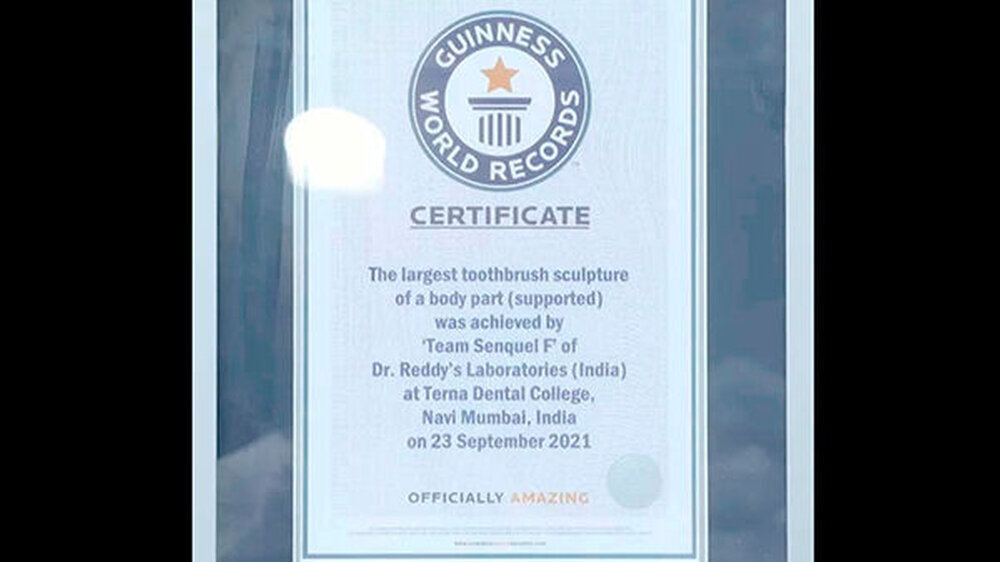 GUINNESS
WORLD RECORDS
CERTIFICATE
The largest toothbrush sculpture
of a body part (supported)
was achieved by
'Team Senquel F' of
Dr. Reddy's Laboratories (India)
at Terna Dental College,
Navi Mumbai, India
on 23 September 2021
OFFICIALLY AMAZING